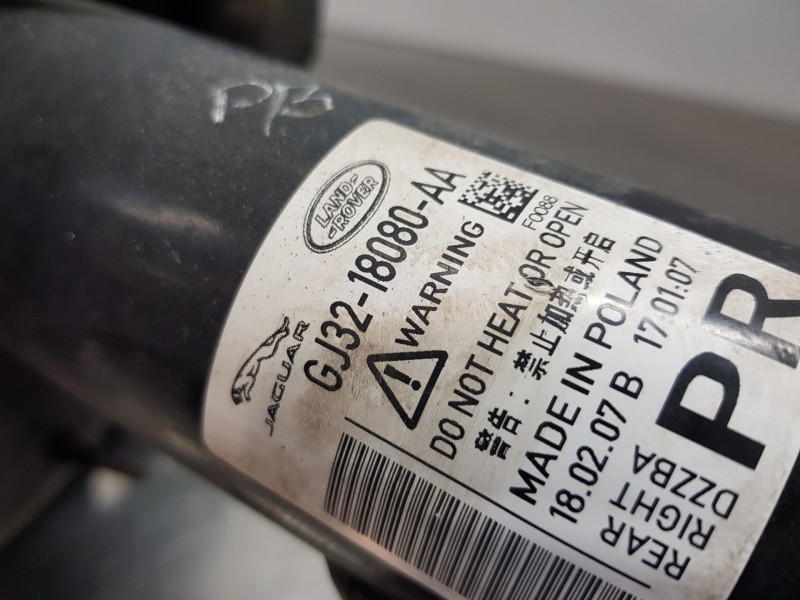 PB
LAND-
-ROVER
JAGUAR
GJ32-18080-AA
F0088
WARNING
DO NOT HEAT OR OPEN
警告：禁止加热或开启
MADE IN POLAND
18.02.07 B 17:01:07
REAR
RIGHT
DZZBA
PR